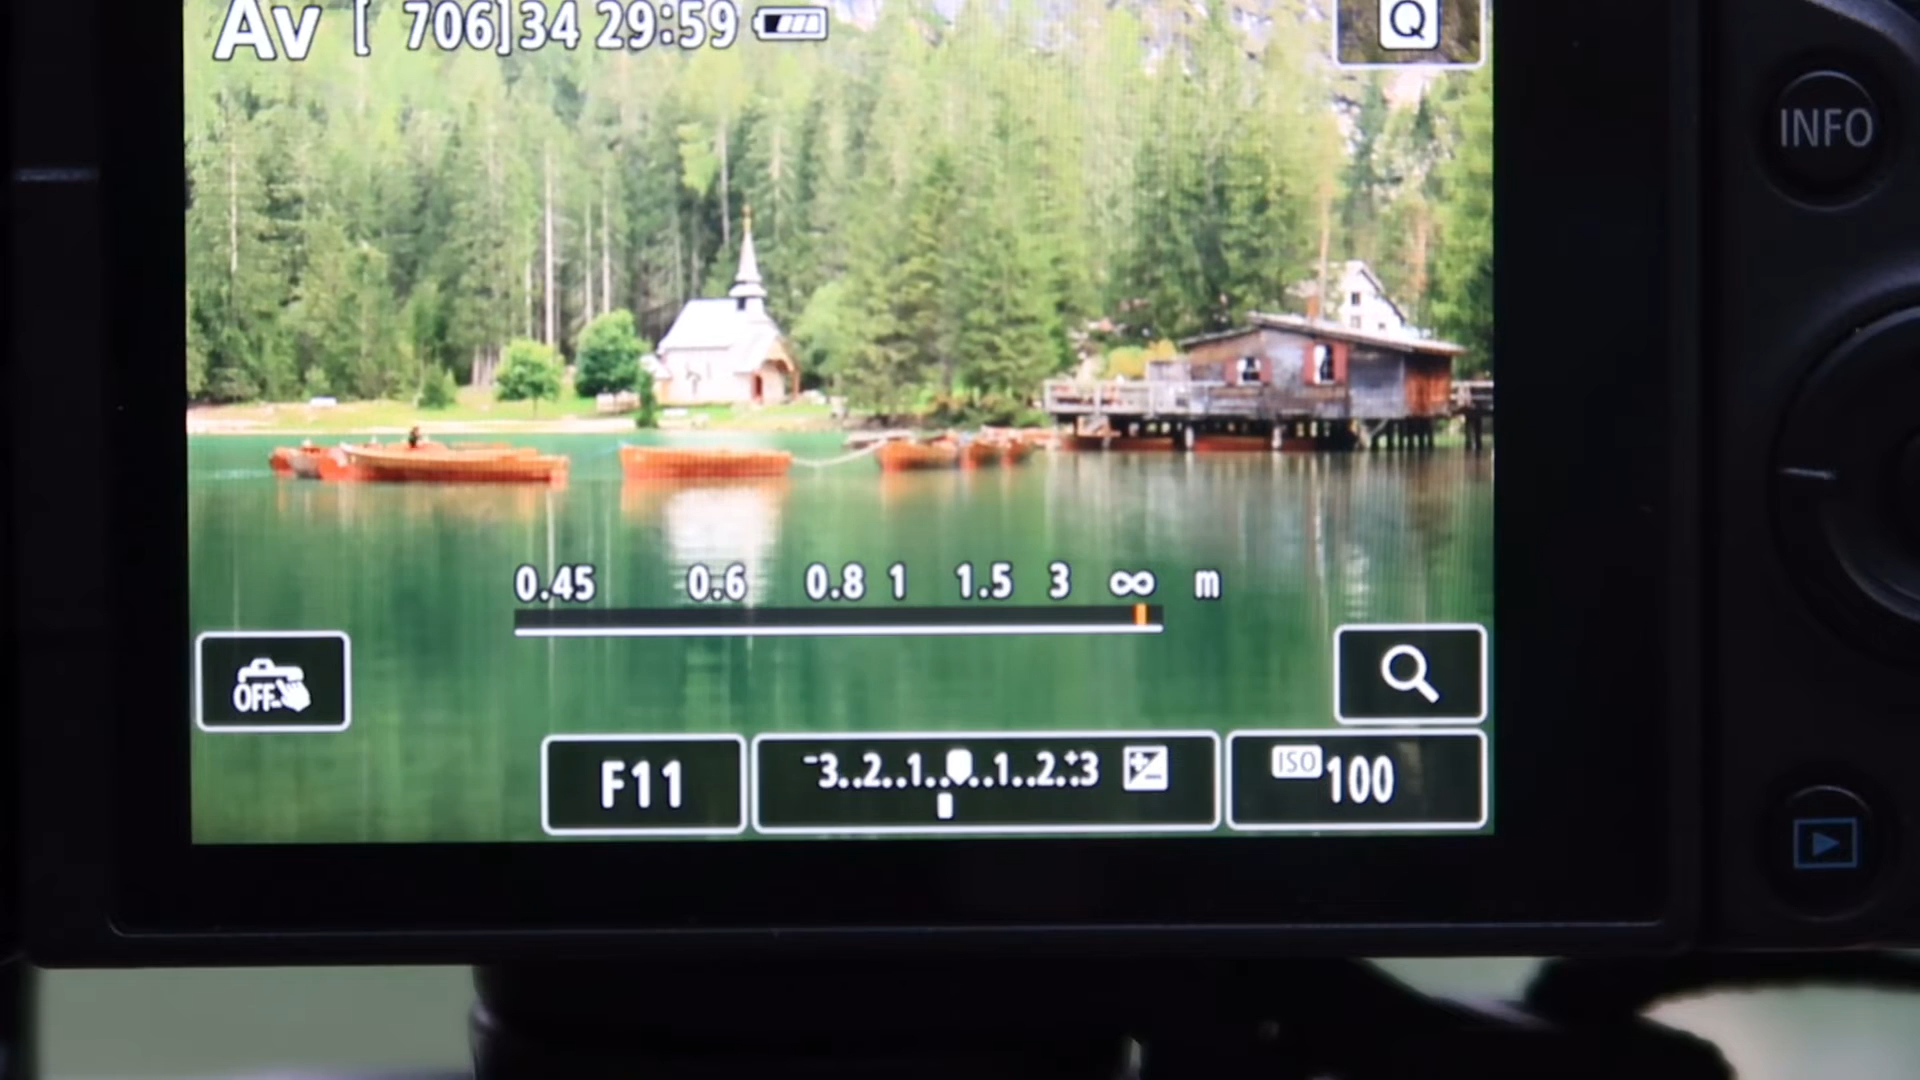 Av [ 706]34 29:59
Q
INFO
0.45 0.6 0.8 1 1.5 3 ∞ m
OFF
F11 -3..2..1....1..2.+3 ISO 100